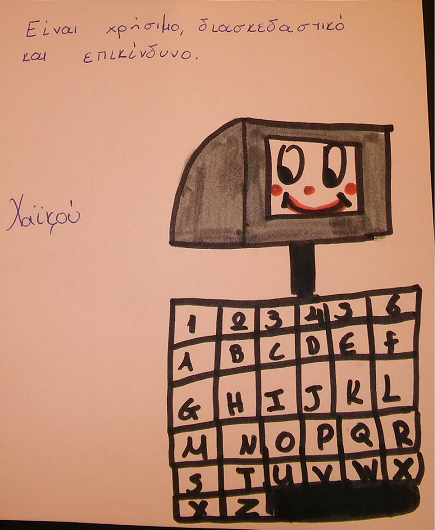 Είναι χρήσιμο, διασκεδαστικό
και επικίνδυνο.
Χαϊκού
1 2 3 4 5 6
A B C D E F
G H I J K L
M N O P Q R
S T U V W X
X Z